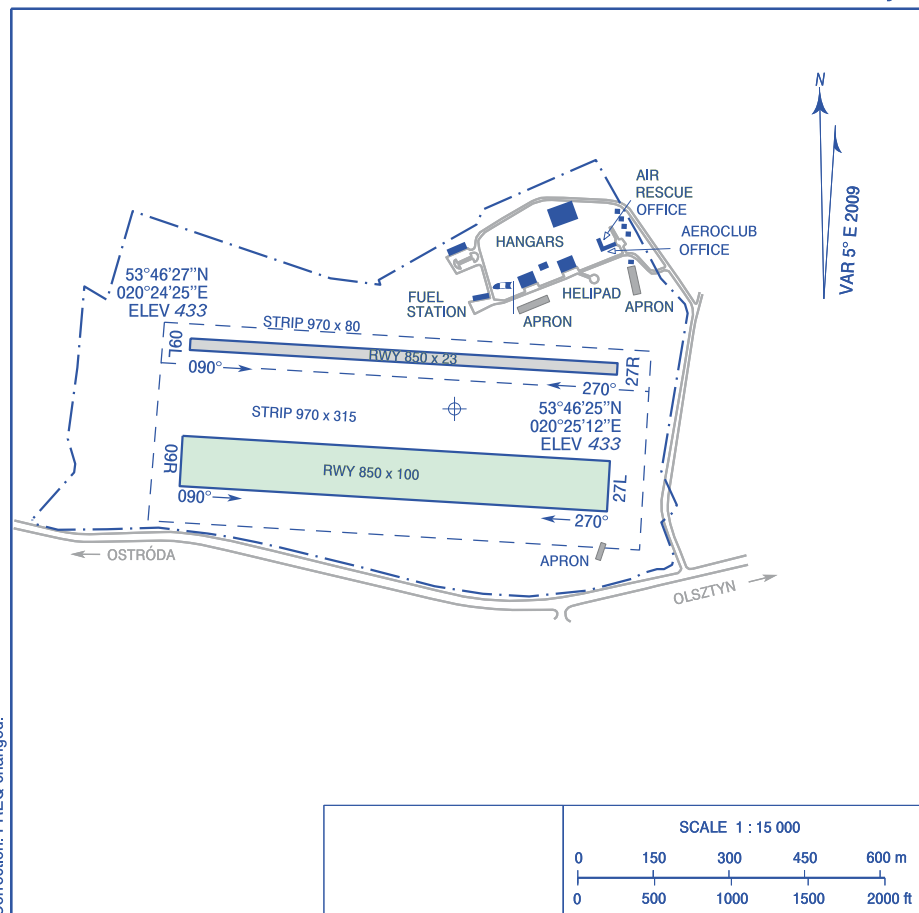 N
VAR 5° E 2009
AIR
RESCUE
OFFICE
AEROCLUB
OFFICE
HANGARS
FUEL
STATION
HELIPAD
APRON
APRON
53°46'27''N
020°24'25''E
ELEV 433
STRIP 970 x 80
09L
RWY 850 x 23
27R
090°
270°
53°46'25''N
020°25'12''E
ELEV 433
STRIP 970 x 315
09R
RWY 850 x 100
27L
090°
270°
APRON
OSTRÓDA
OLSZTYN
SCALE 1 : 15 000
0 150 300 450 600 m
0 500 1000 1500 2000 ft